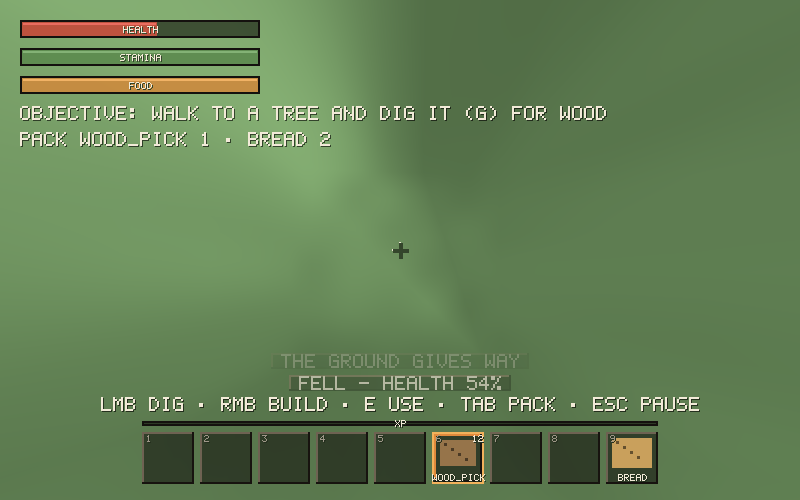 HEALTH
STAMINA
FOOD
OBJECTIVE: WALK TO A TREE AND DIG IT (G) FOR WOOD
PACK WOOD_PICK 1 · BREAD 2
THE GROUND GIVES WAY
FELL - HEALTH 54%
LMB DIG · RMB BUILD · E USE · TAB PACK · ESC PAUSE
XP
1 2 3 4 5 6 12 7 8 9
WOOD_PICK BREAD